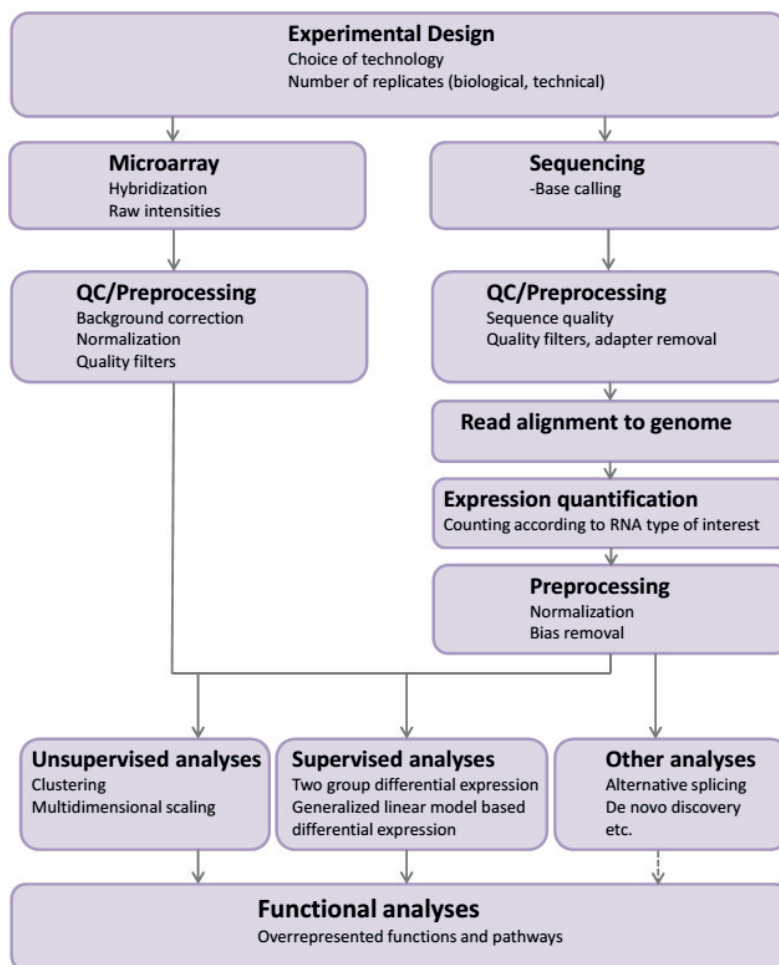 Experimental Design
Choice of technology
Number of replicates (biological, technical)
Microarray
Hybridization
Raw intensities
Sequencing
-Base calling
QC/Preprocessing
Background correction
Normalization
Quality filters
QC/Preprocessing
Sequence quality
Quality filters, adapter removal
Read alignment to genome
Expression quantification
Counting according to RNA type of interest
Preprocessing
Normalization
Bias removal
Unsupervised analyses
Clustering
Multidimensional scaling
Supervised analyses
Two group differential expression
Generalized linear model based
differential expression
Other analyses
Alternative splicing
De novo discovery
etc.
Functional analyses
Overrepresented functions and pathways